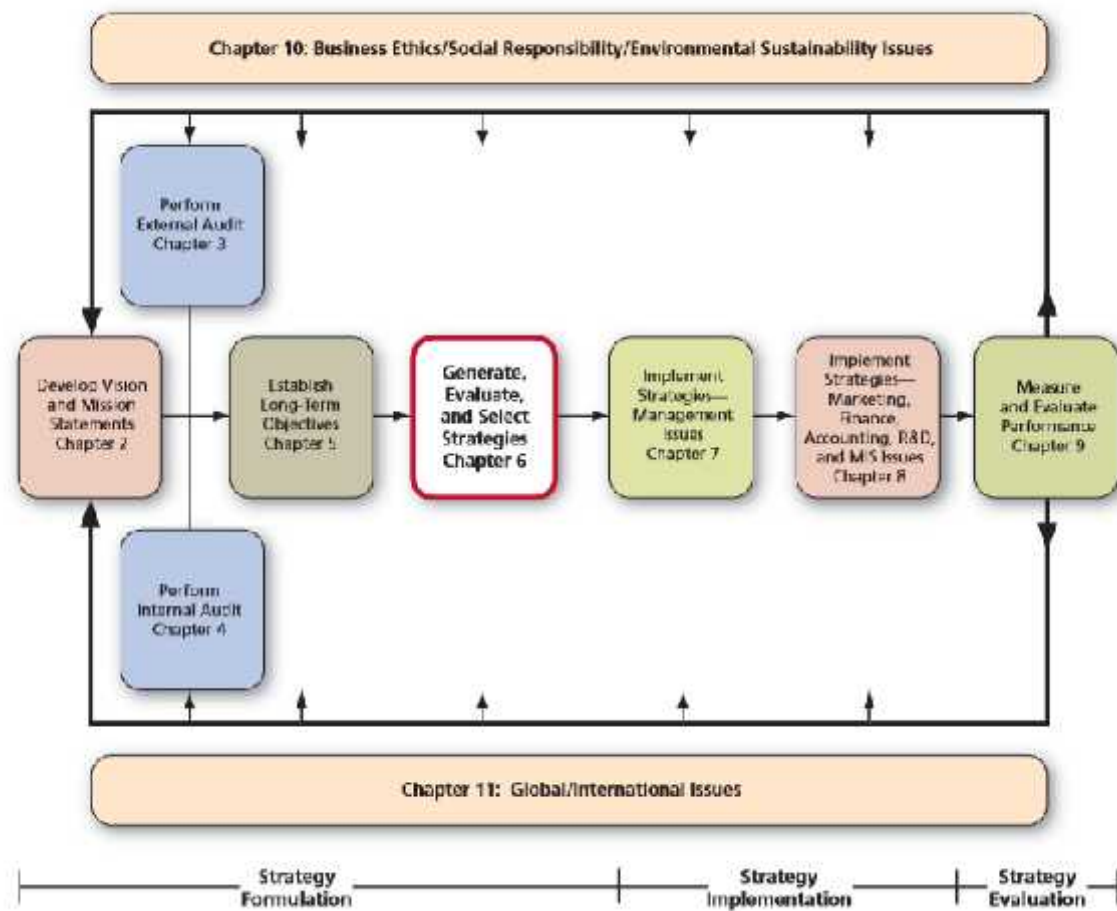 Chapter 10: Business Ethics/Social Responsibility/Environmental Sustainability Issues
Perform
External Audit
Chapter 3
Develop Vision
and Mission
Statements
Chapter 2
Establish
Long-Term
Objectives
Chapter 5
Generate,
Evaluate,
and Select
Strategies
Chapter 6
Implement
Strategies—
Management
Issues
Chapter 7
Implement
Strategies—
Marketing,
Finance,
Accounting, R&D,
and MIS Issues
Chapter 8
Measure
and Evaluate
Performance
Chapter 9
Perform
Internal Audit
Chapter 4
Chapter 11: Global/International Issues
Strategy
Formulation
Strategy
Implementation
Strategy
Evaluation